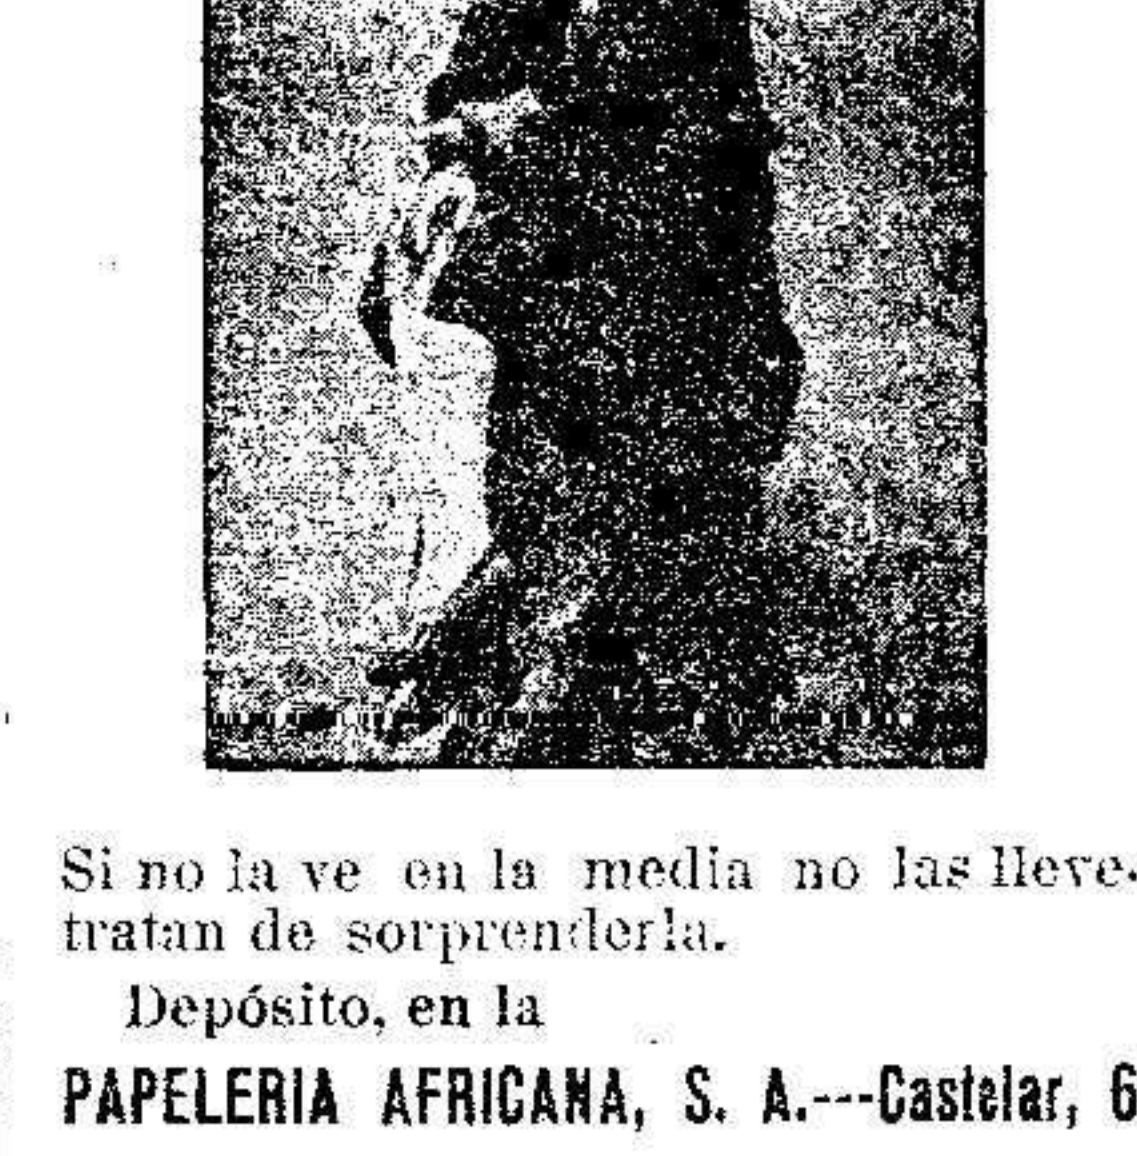 Si no la ve en la media no las lleve.
tratan de sorprenderla.
Depósito, en la
PAPELERIA AFRICANA, S. A.---Castelar, 6